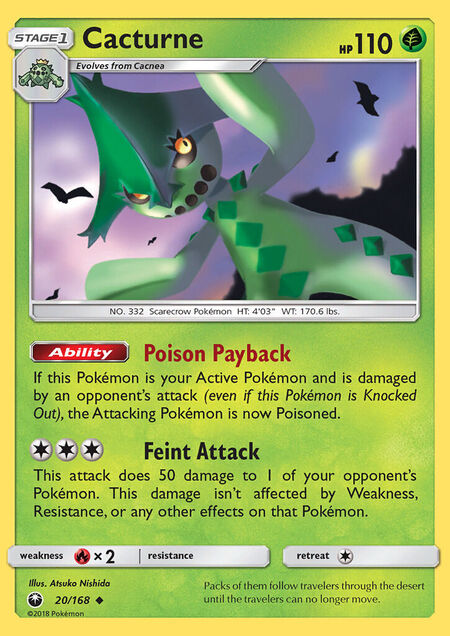 STAGE 1
Cacturne
HP 110
Evolves from Cacnea
NO. 332 Scarecrow Pokémon HT: 4'03" WT: 170.6 lbs.
Ability Poison Payback
If this Pokémon is your Active Pokémon and is damaged
by an opponent's attack (even if this Pokémon is Knocked
Out), the Attacking Pokémon is now Poisoned.
Feint Attack
This attack does 50 damage to 1 of your opponent's
Pokémon. This damage isn't affected by Weakness,
Resistance, or any other effects on that Pokémon.
weakness ×2 resistance retreat
Illus. Atsuko Nishida
20/168
©2018 Pokémon
Packs of them follow travelers through the desert
until the travelers can no longer move.